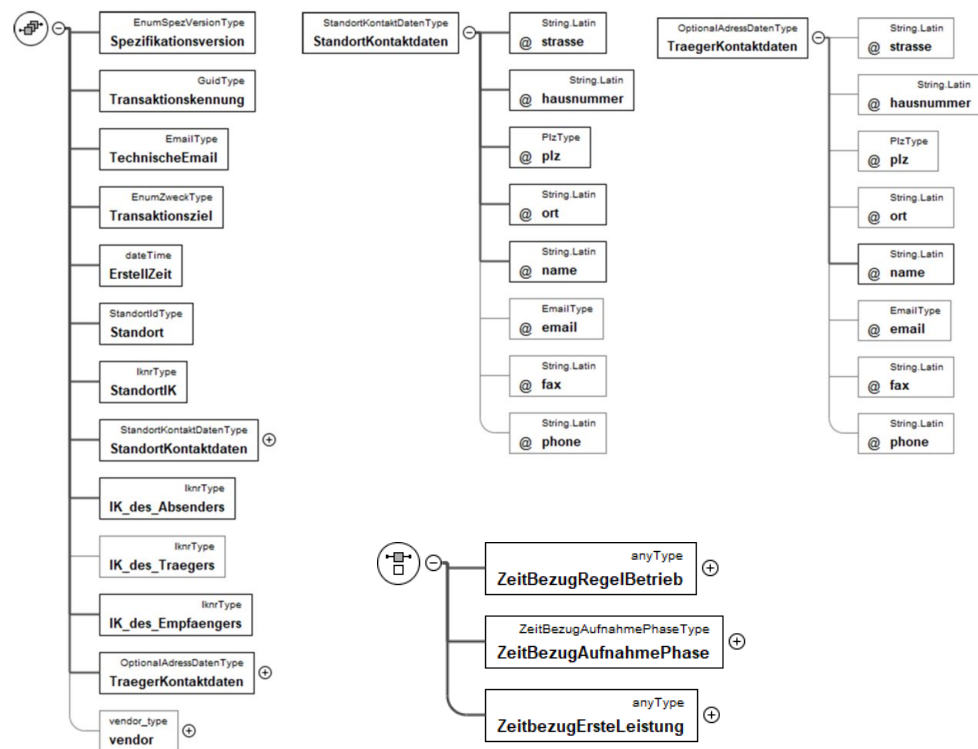 EnumSpezVersionType
Spezifikationsversion
GuidType
Transaktionskennung
EmailType
TechnischeEmail
EnumZweckType
Transaktionsziel
dateTime
ErstellZeit
StandortIdType
Standort
IknrType
StandortIK
StandortKontaktDatenType
StandortKontaktdaten
IknrType
IK_des_Absenders
IknrType
IK_des_Traegers
IknrType
IK_des_Empfaengers
OptionalAdressDatenType
TraegerKontaktdaten
vendor_type
vendor
StandortKontaktDatenType
StandortKontaktdaten
String.Latin
@ strasse
String.Latin
@ hausnummer
PlzType
@ plz
String.Latin
@ ort
String.Latin
@ name
EmailType
@ email
String.Latin
@ fax
String.Latin
@ phone
OptionalAdressDatenType
TraegerKontaktdaten
String.Latin
@ strasse
String.Latin
@ hausnummer
PlzType
@ plz
String.Latin
@ ort
String.Latin
@ name
EmailType
@ email
String.Latin
@ fax
String.Latin
@ phone
anyType
ZeitBezugRegelBetrieb
ZeitBezugAufnahmePhaseType
ZeitBezugAufnahmePhase
anyType
ZeitbezugErsteLeistung